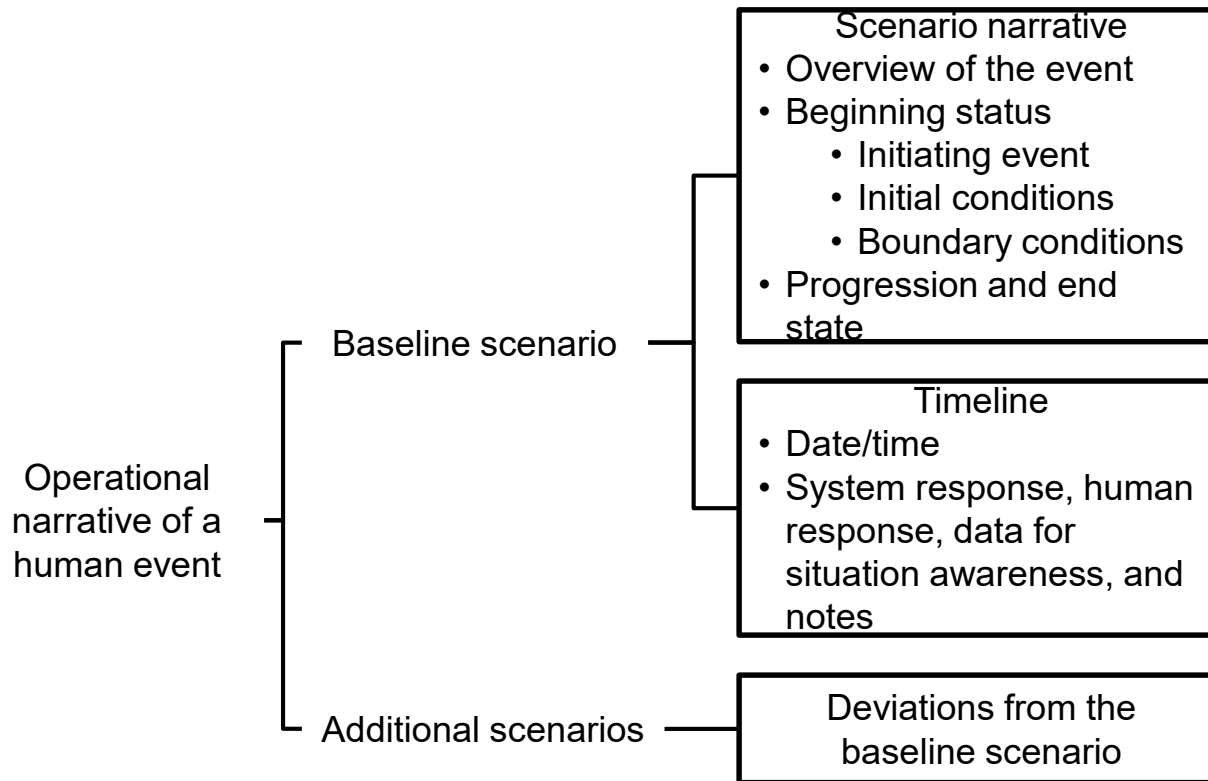 Scenario narrative
• Overview of the event
• Beginning status
• Initiating event
• Initial conditions
• Boundary conditions
• Progression and end
state
Baseline scenario
Timeline
• Date/time
• System response, human
response, data for
situation awareness, and
notes
Operational
narrative of a
human event
Additional scenarios
Deviations from the
baseline scenario